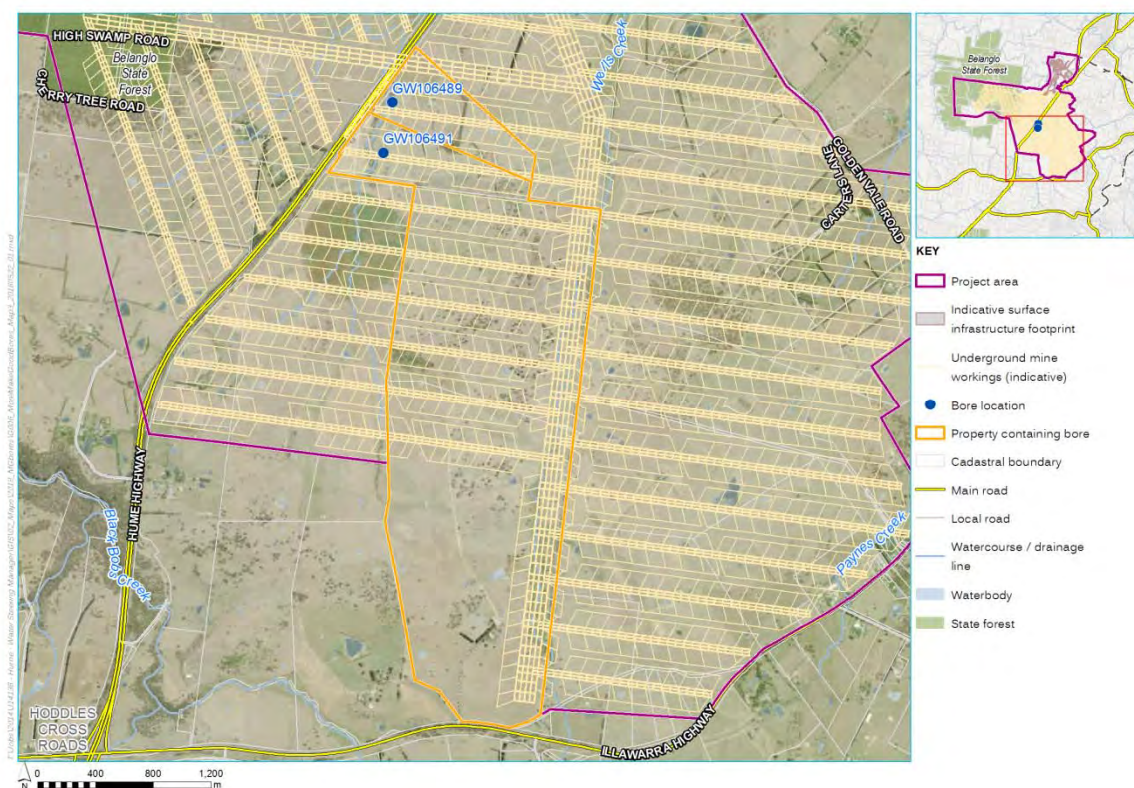 HIGH SWAMP ROAD
Belanglo
State
Forest
CHERRY TREE ROAD
GW106489
GW106491
Wells Creek
GOLDEN VALE ROAD
CARTERS LANE
HUME HIGHWAY
Black Bobs Creek
Paynes Creek
HODDLES
CROSS
ROADS
ILLAWARRA HIGHWAY
N
0 400 800 1,200
m
Belanglo
State Forest
KEY
Project area
Indicative surface
infrastructure footprint
Underground mine
workings (indicative)
Bore location
Property containing bore
Cadastral boundary
Main road
Local road
Watercourse / drainage
line
Waterbody
State forest